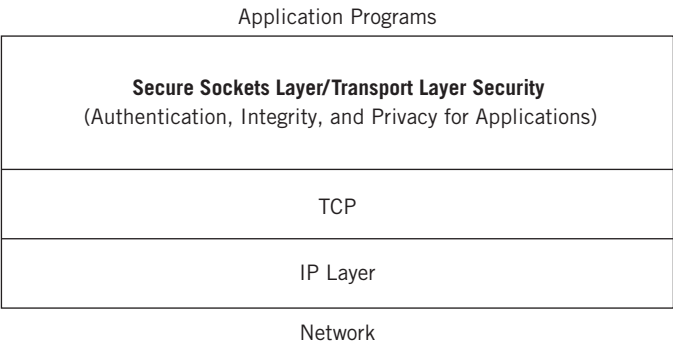 Application Programs
Secure Sockets Layer/Transport Layer Security
(Authentication, Integrity, and Privacy for Applications)
TCP
IP Layer
Network